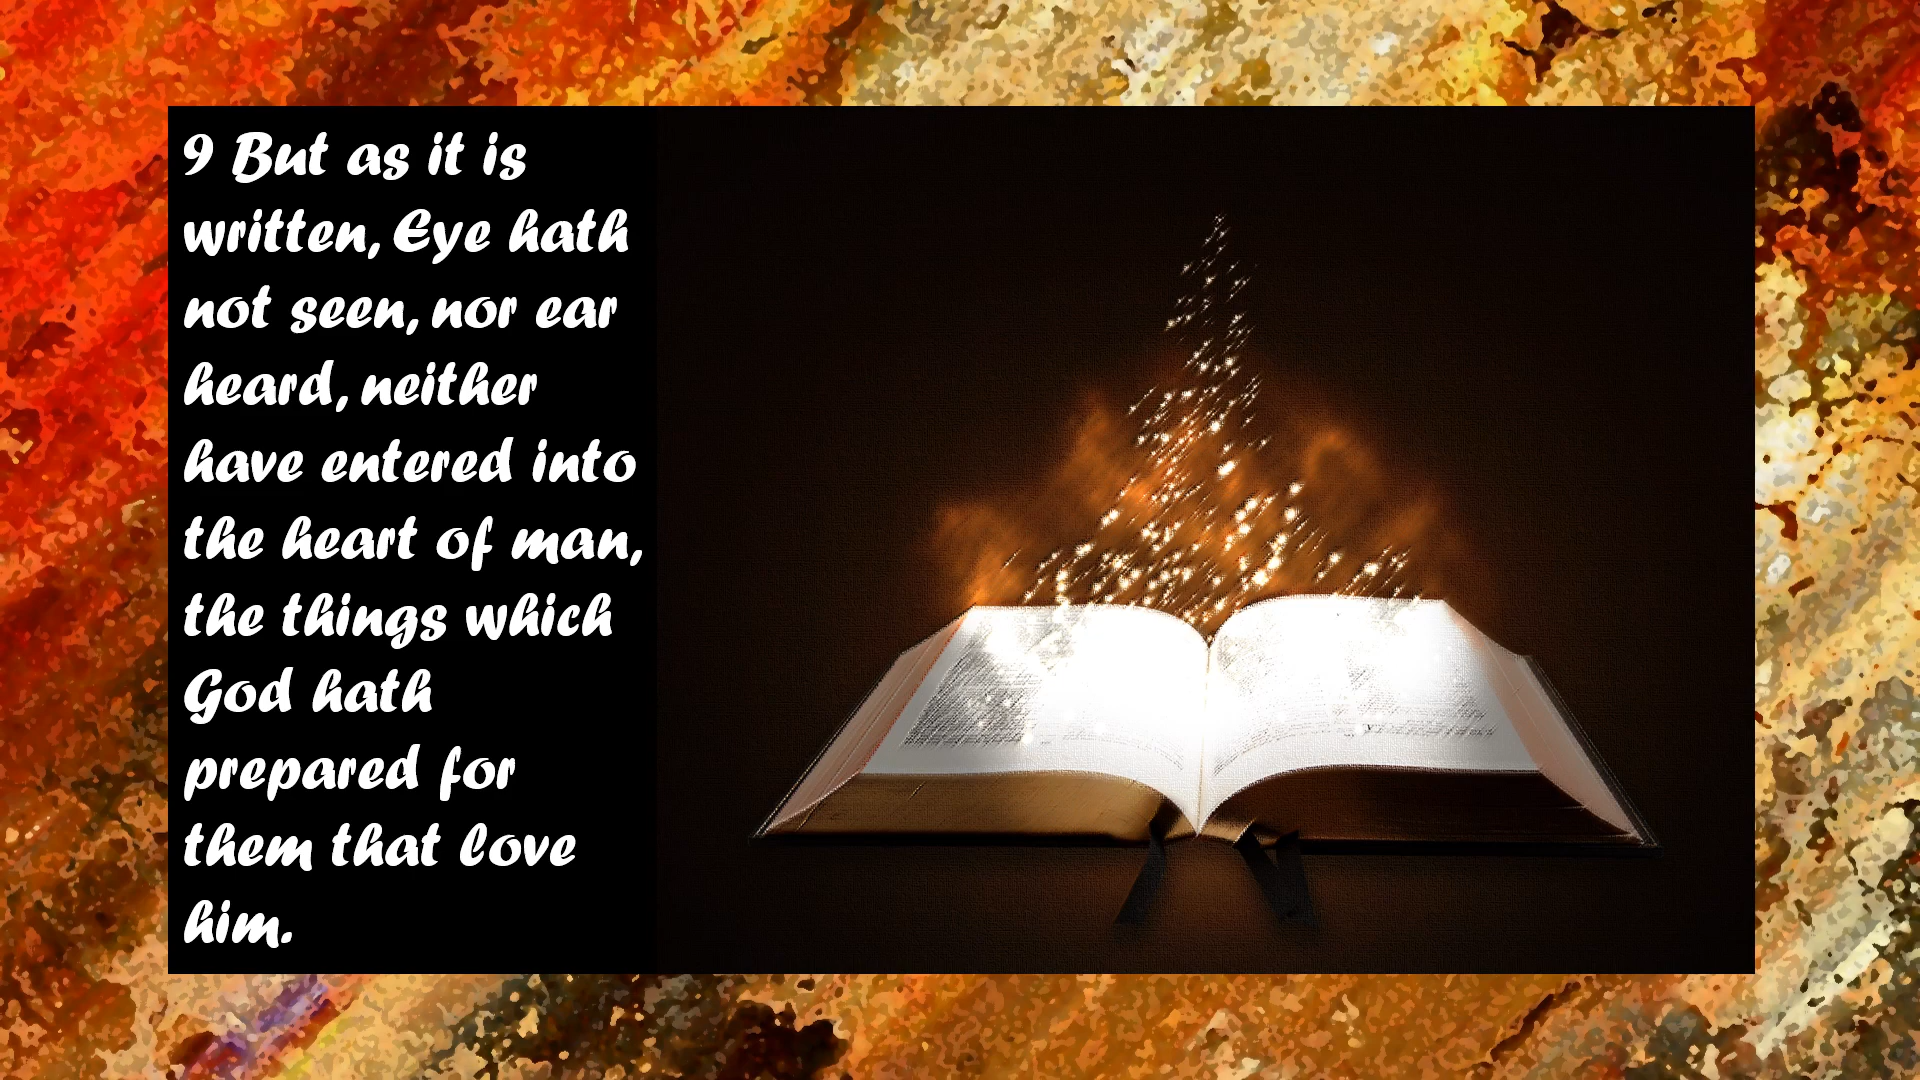 9 But as it is
written, Eye hath
not seen, nor ear
heard, neither
have entered into
the heart of man,
the things which
God hath
prepared for
them that love
him.